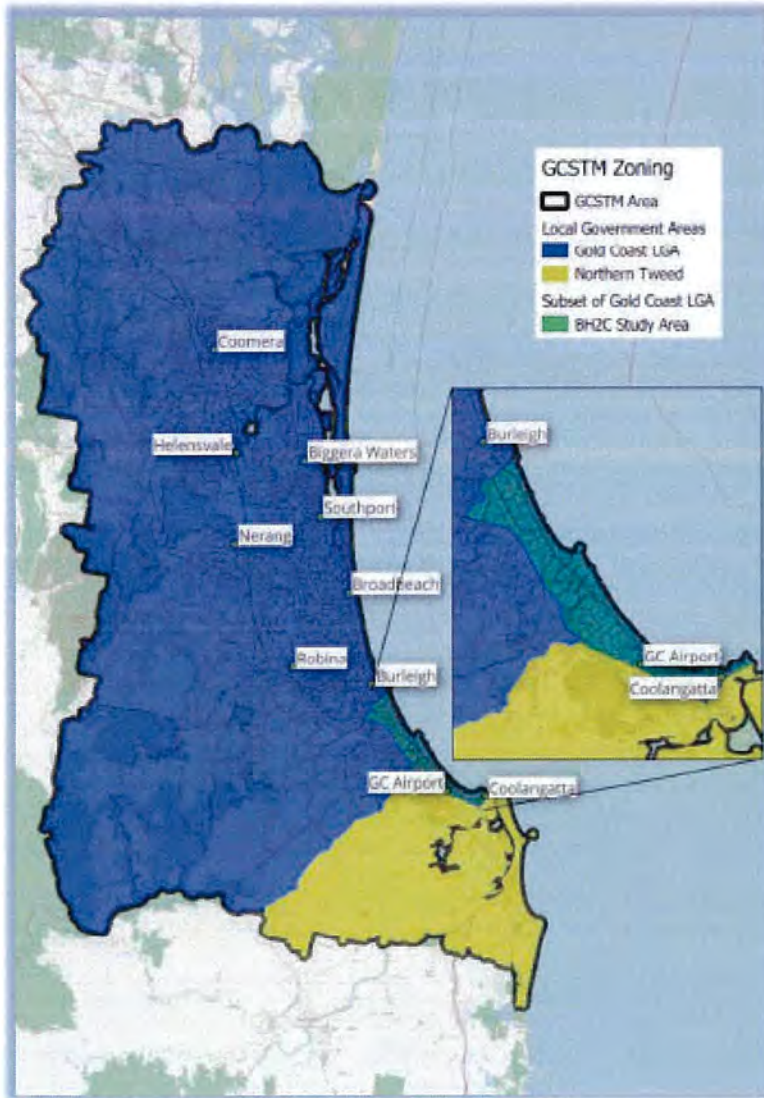 GCSTM Zoning
GCSTM Area
Local Government Areas
Gold Coast LGA
Northern Tweed
Subset of Gold Coast LGA
BH2C Study Area
Coomera
Helensvale
Biggera Waters
Southport
Nerang
Broadbeach
Robina
Burleigh
GC Airport
Coolangatta
Burleigh
GC Airport
Coolangatta